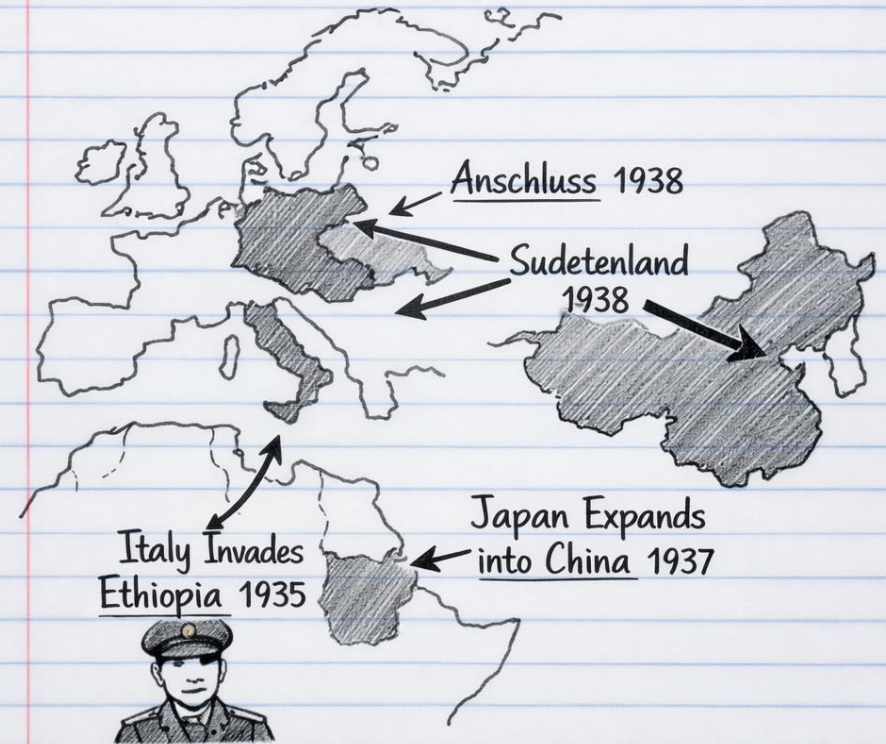 Anschluss 1938
Sudetenland
1938
Japan Expands
into China 1937
Italy Invades
Ethiopia 1935